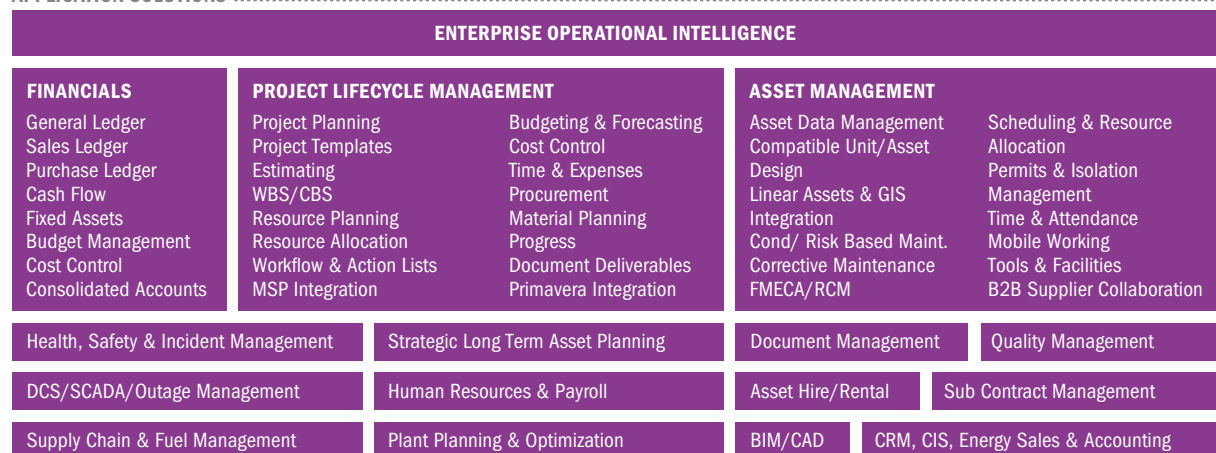 APPLICATION SOLUTIONS
ENTERPRISE OPERATIONAL INTELLIGENCE
FINANCIALS
General Ledger
Sales Ledger
Purchase Ledger
Cash Flow
Fixed Assets
Budget Management
Cost Control
Consolidated Accounts
PROJECT LIFECYCLE MANAGEMENT
Project Planning
Project Templates
Estimating
WBS/CBS
Resource Planning
Resource Allocation
Workflow & Action Lists
MSP Integration
Budgeting & Forecasting
Cost Control
Time & Expenses
Procurement
Material Planning
Progress
Document Deliverables
Primavera Integration
ASSET MANAGEMENT
Asset Data Management
Compatible Unit/Asset
Design
Linear Assets & GIS
Integration
Cond/ Risk Based Maint.
Corrective Maintenance
FMECA/RCM
Scheduling & Resource
Allocation
Permits & Isolation
Management
Time & Attendance
Mobile Working
Tools & Facilities
B2B Supplier Collaboration
Health, Safety & Incident Management
Strategic Long Term Asset Planning
Document Management
Quality Management
DCS/SCADA/Outage Management
Human Resources & Payroll
Asset Hire/Rental
Sub Contract Management
Supply Chain & Fuel Management
Plant Planning & Optimization
BIM/CAD
CRM, CIS, Energy Sales & Accounting